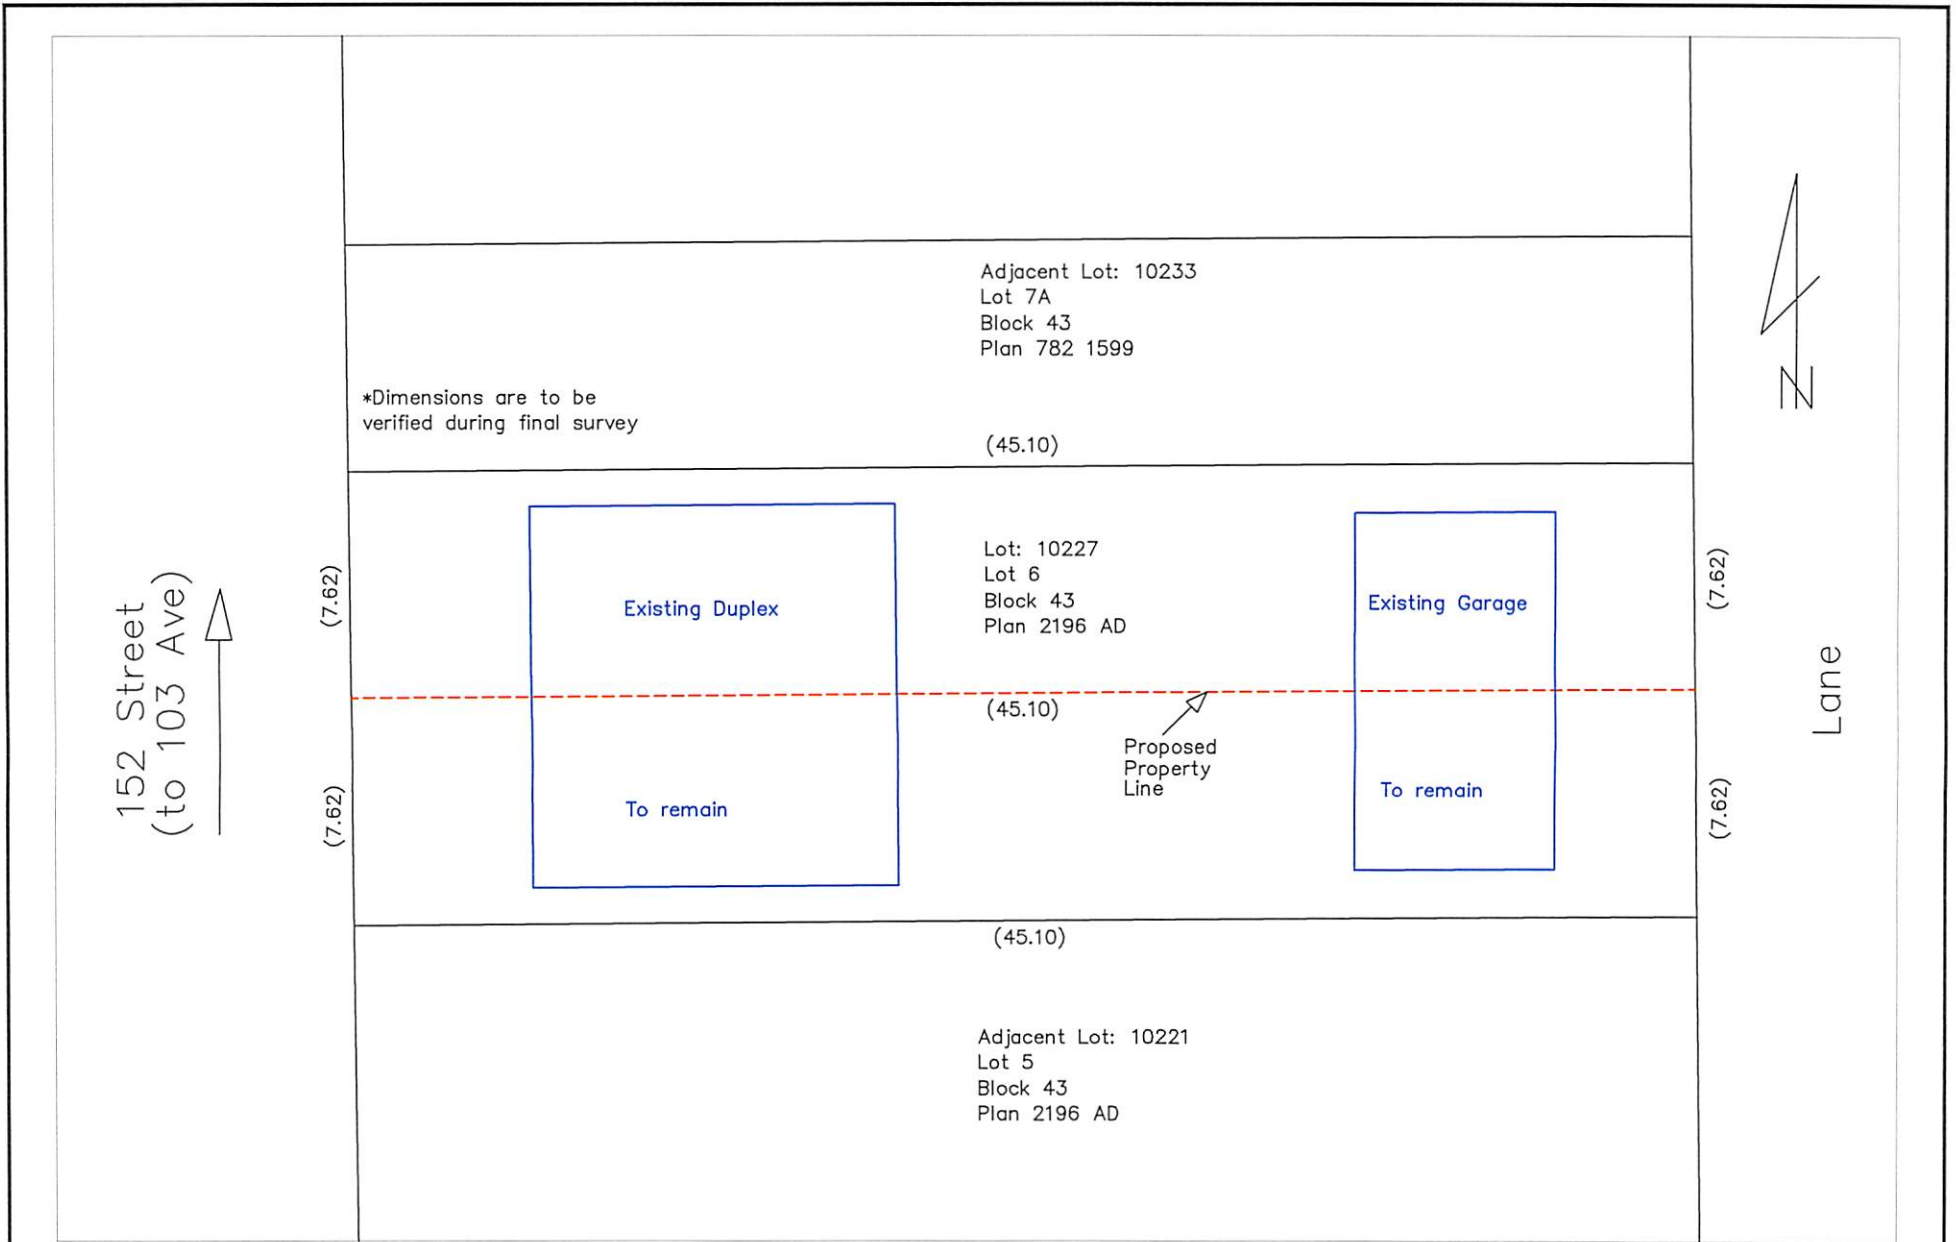 Adjacent Lot: 10233
Lot 7A
Block 43
Plan 782 1599
*Dimensions are to be
verified during final survey
(45.10)
N
Lot: 10227
Lot 6
Block 43
Plan 2196 AD
Existing Duplex
Existing Garage
(7.62)
(7.62)
152 Street
(to 103 Ave)
Lane
(45.10)
Proposed
Property
Line
To remain
To remain
(7.62)
(7.62)
(45.10)
Adjacent Lot: 10221
Lot 5
Block 43
Plan 2196 AD